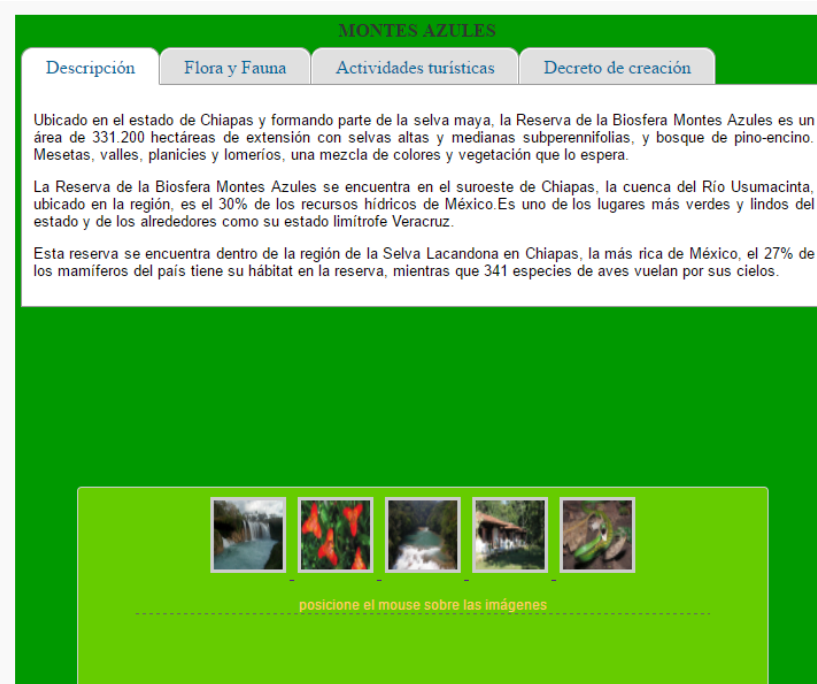 MONTES AZULES
Descripción
Flora y Fauna
Actividades turísticas
Decreto de creación
Ubicado en el estado de Chiapas y formando parte de la selva maya, la Reserva de la Biosfera Montes Azules es un
área de 331.200 hectáreas de extensión con selvas altas y medianas subperennifolias, y bosque de pino-encino.
Mesetas, valles, planicies y lomeríos, una mezcla de colores y vegetación que lo espera.
La Reserva de la Biosfera Montes Azules se encuentra en el suroeste de Chiapas, la cuenca del Río Usumacinta,
ubicado en la región, es el 30% de los recursos hídricos de México.Es uno de los lugares más verdes y lindos del
estado y de los alrededores como su estado limítrofe Veracruz.
Esta reserva se encuentra dentro de la región de la Selva Lacandona en Chiapas, la más rica de México, el 27% de
los mamíferos del país tiene su hábitat en la reserva, mientras que 341 especies de aves vuelan por sus cielos.
posicione el mouse sobre las imágenes